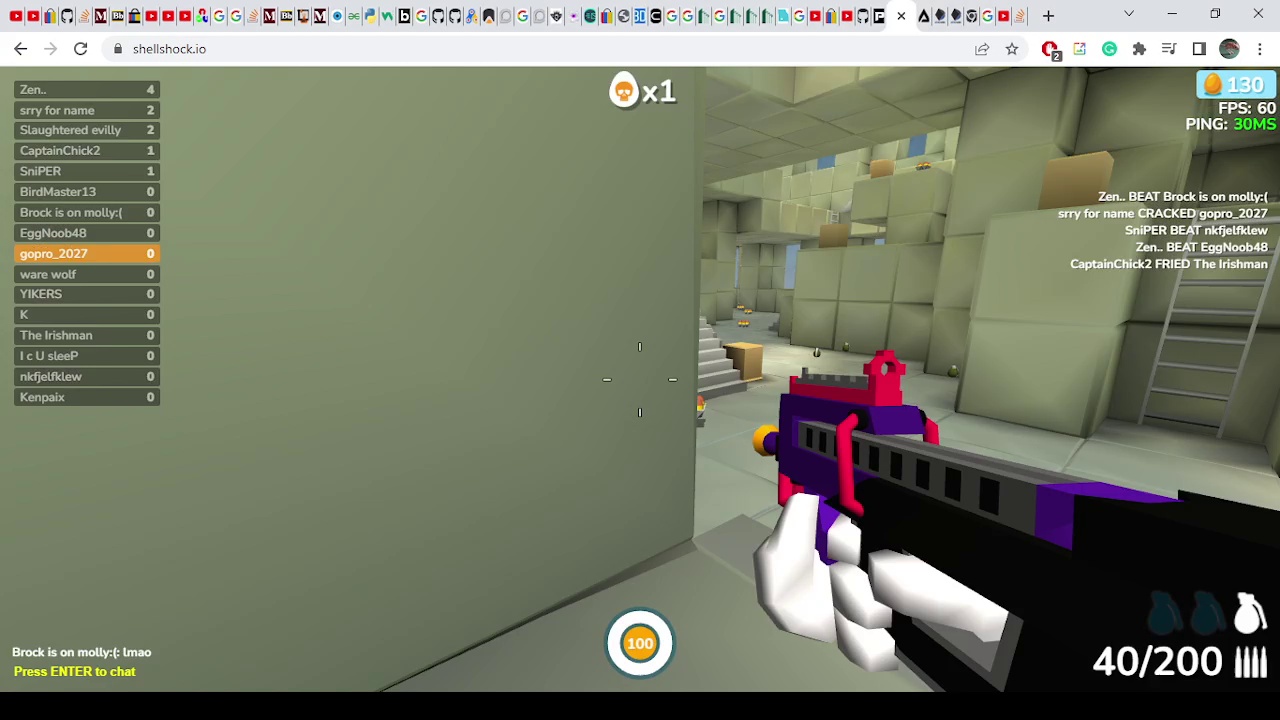 shellshock.io
2
Zen.. 4
srry for name 2
Slaughtered evilly 2
CaptainChick2 1
SniPER 1
BirdMaster13 0
Brock is on molly:( 0
EggNoob48 0
gopro_2027 0
ware wolf 0
YIKERS 0
K 0
The Irishman 0
I c U sleeP 0
nkfjelfklew 0
Kenpaix 0
x1
130
FPS: 60
PING: 30MS
Zen.. BEAT Brock is on molly:(
srry for name CRACKED gopro_2027
SniPER BEAT nkfjelfklew
Zen.. BEAT EggNoob48
CaptainChick2 FRIED The Irishman
Brock is on molly:(: lmao
Press ENTER to chat
100
40/200